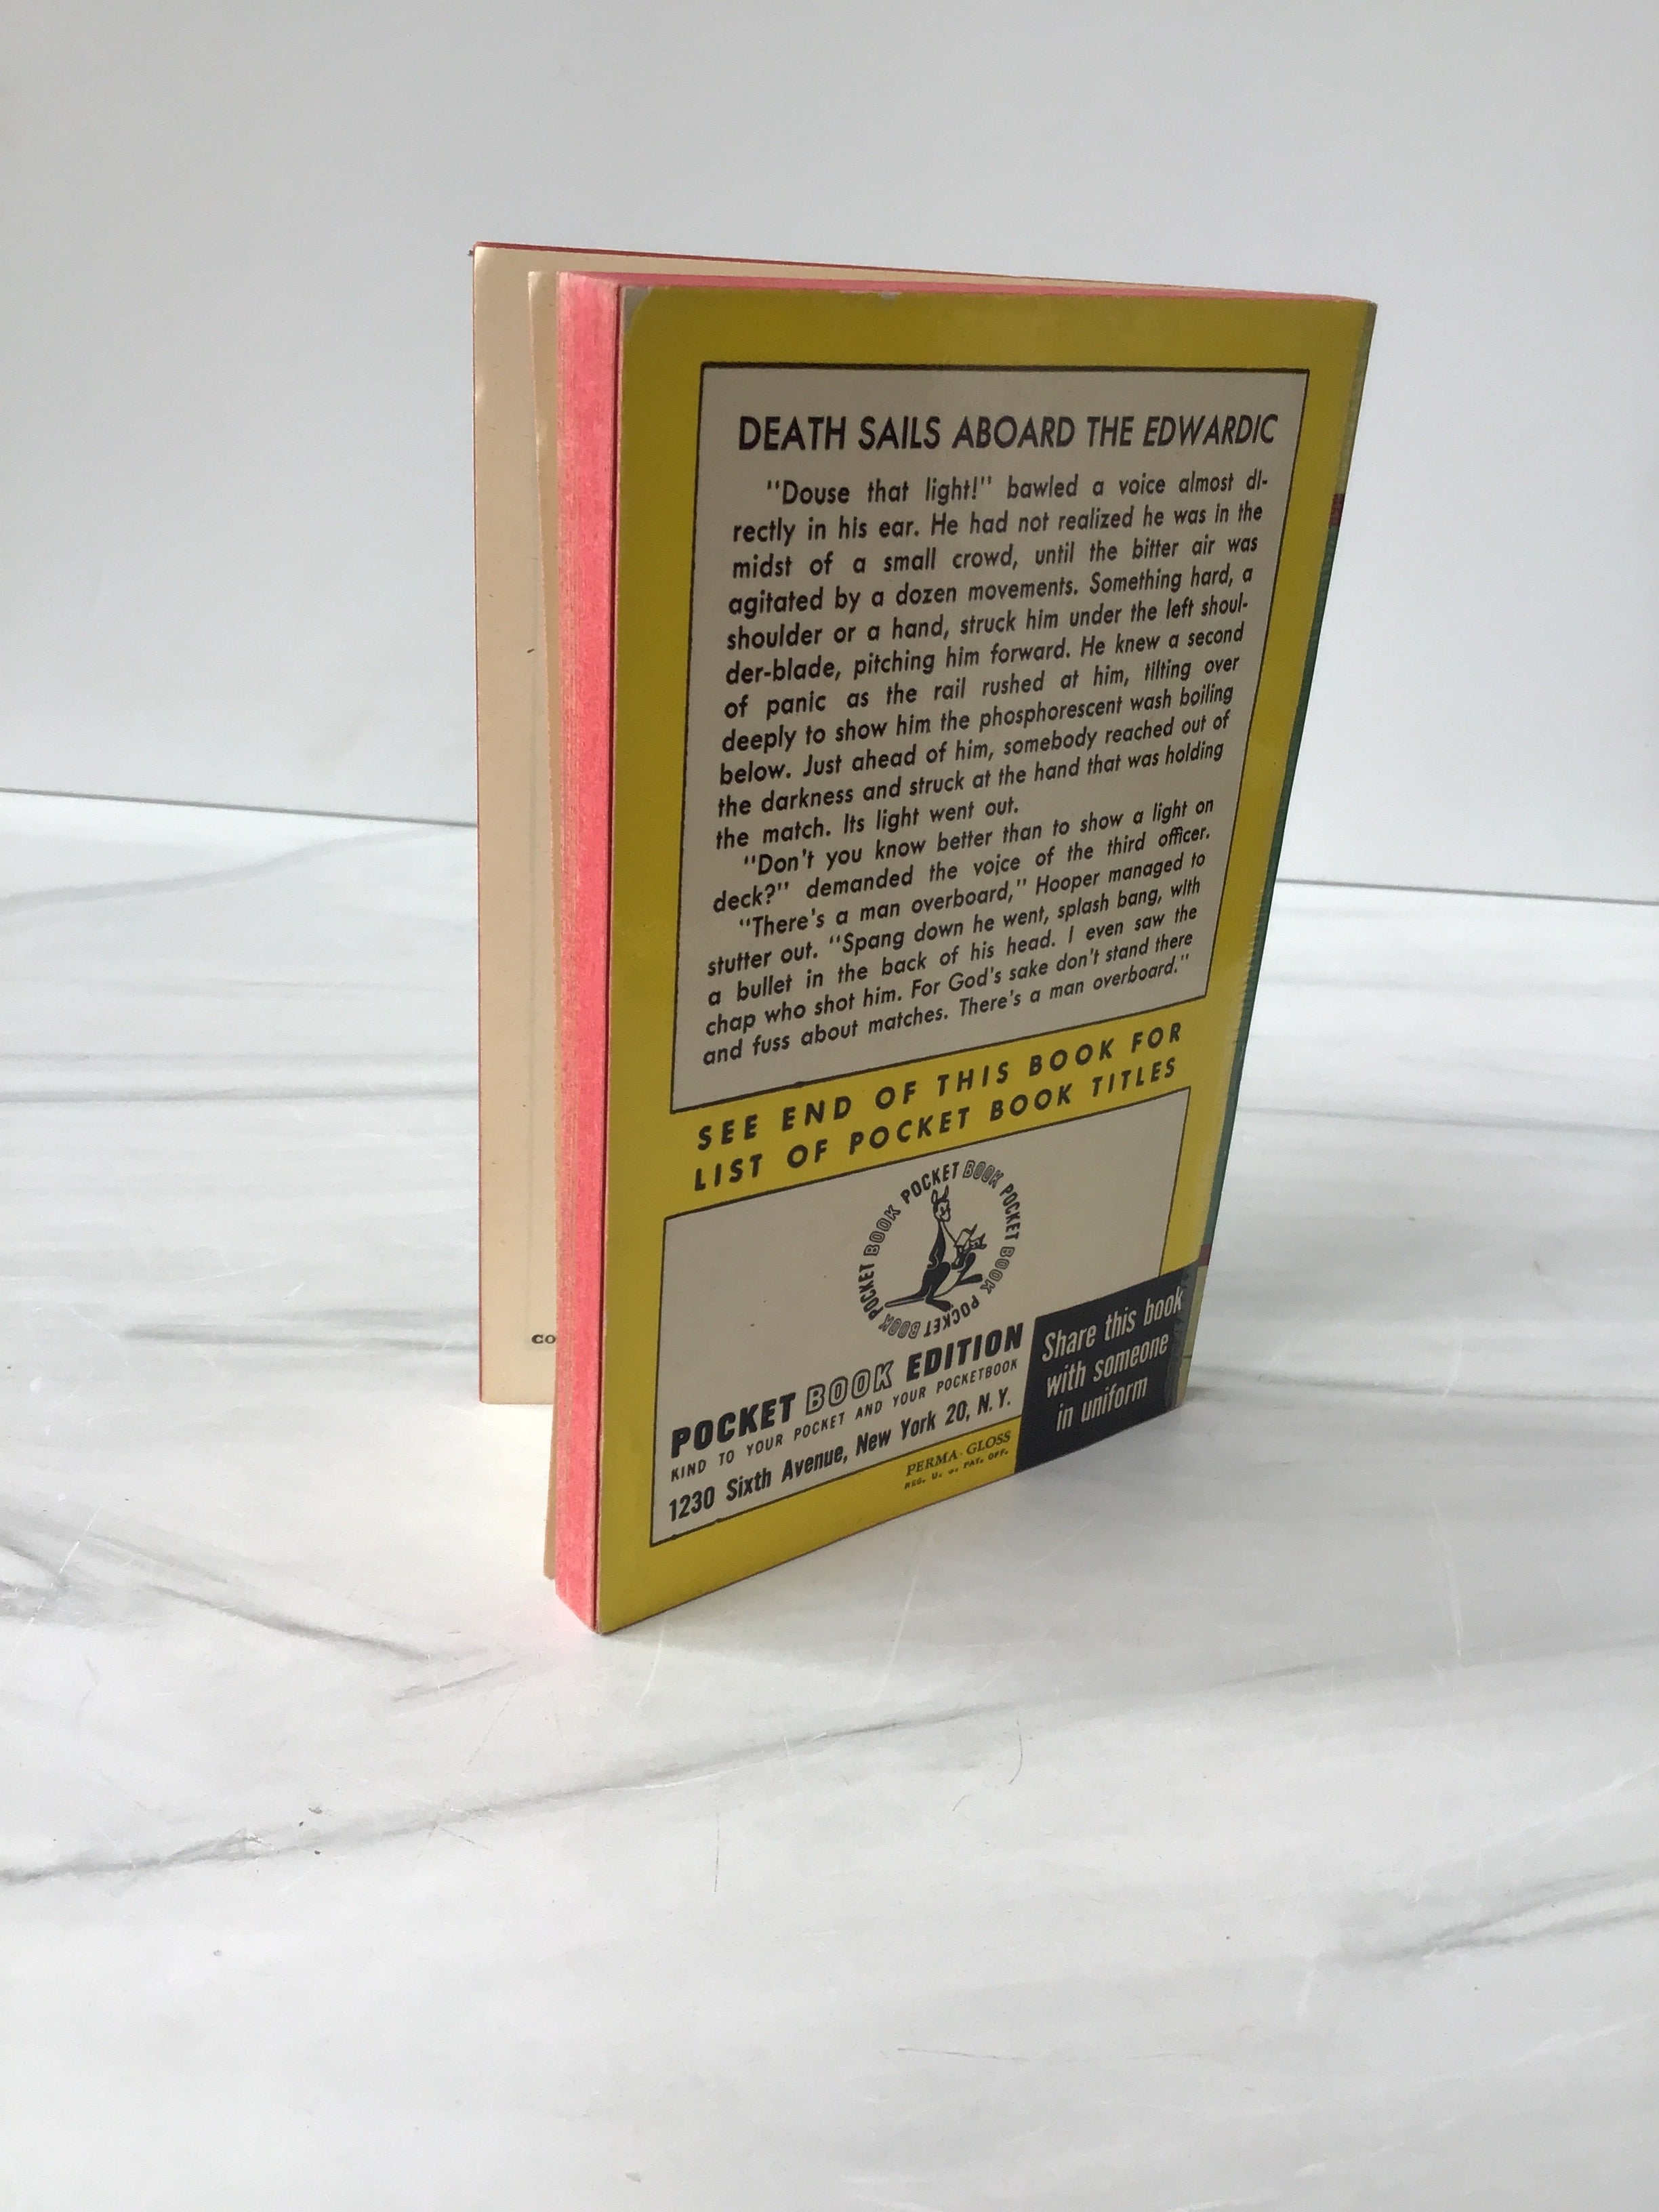 DEATH SAILS ABOARD THE EDWARDIC
"Douse that light!" bawled a voice almost di-
rectly in his ear. He had not realized he was in the
midst of a small crowd, until the bitter air was
agitated by a dozen movements. Something hard, a
shoulder or a hand, struck him under the left shoul-
der-blade, pitching him forward. He knew a second
of panic as the rail rushed at him, tilting over
deeply to show him the phosphorescent wash boiling
below. Just ahead of him, somebody reached out of
the darkness and struck at the hand that was holding
the match. Its light went out.
"Don't you know better than to show a light on
deck?" demanded the voice of the third officer.
"There's a man overboard," Hooper managed to
stutter out. "Spang down he went, splash bang, with
a bullet in the back of his head. I even saw the
chap who shot him. For God's sake don't stand there
and fuss about matches. There's a man overboard."
SEE END OF THIS BOOK FOR
LIST OF POCKET BOOK TITLES
POCKET BOOK POCKET BOOK POCKET BOOK POCKET BOOK
POCKET BOOK EDITION
KIND TO YOUR POCKET AND YOUR POCKETBOOK
1230 Sixth Avenue, New York 20, N.Y.
PERMA-GLOSS
REG. U. S. PAT. OFF.
Share this book
with someone
in uniform
CO